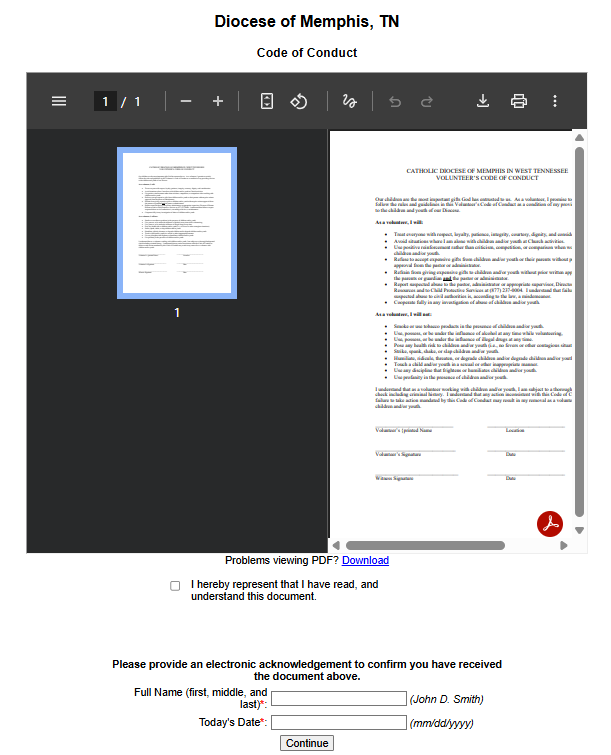 Diocese of Memphis, TN
Code of Conduct
1 / 1
CATHOLIC DIOCESE OF MEMPHIS IN WEST TENNESSEE
VOLUNTEER'S CODE OF CONDUCT
Our children are the most important gifts God has entrusted to us. As a volunteer, I promise to
follow the rules and guidelines in this Volunteer's Code of Conduct as a condition of my
to the children and youth of our Diocese.
As a volunteer, I will:
• Treat everyone with respect, loyalty, patience, integrity, courtesy, dignity, and
• Avoid situations where I am alone with children and/or youth at Church activities.
• Use positive reinforcement rather than criticism, competition, or comparison when
children and/or youth.
• Refuse to accept expensive gifts from children and/or youth or their parents without
approval from the pastor or administrator.
• Refrain from giving expensive gifts to children and/or youth without prior written
the parents or guardian and the pastor or administrator.
• Report suspected abuse to the pastor, administrator or appropriate supervisor,
Resources and to Child Protective Services at (877) 237-0004. I understand that
suspected abuse to civil authorities is, according to the law, a misdemeanor.
• Cooperate fully in any investigation of abuse of children and/or youth.
As a volunteer, I will not:
• Smoke or use tobacco products in the presence of children and/or youth.
• Use, possess, or be under the influence of alcohol at any time while volunteering.
• Use, possess, or be under the influence of illegal drugs at any time.
• Pose any health risk to children and/or youth (i.e., no fevers or other contagious
• Strike, spank, shake, or slap children and/or youth.
• Humiliate, ridicule, threaten, or degrade children and/or youth
• Touch a child and/or youth in a sexual or other inappropriate manner.
• Use any discipline that frightens or humiliates children and/or youth.
• Use profanity in the presence of children and/or youth.
I understand that as a volunteer working with children and/or youth, I am subject to a thorough
check including criminal history. I understand that any action inconsistent with this Code of
failure to take action mandated by this Code of Conduct may result in my removal as a
children and/or youth.
Volunteer's printed Name Location
Volunteer's Signature Date
Witness Signature Date
1
Problems viewing PDF? Download
I hereby represent that I have read, and
understand this document.
Please provide an electronic acknowledgement to confirm you have received
the document above.
Full Name (first, middle, and
last)*: (John D. Smith)
Today's Date*: (mm/dd/yyyy)
Continue